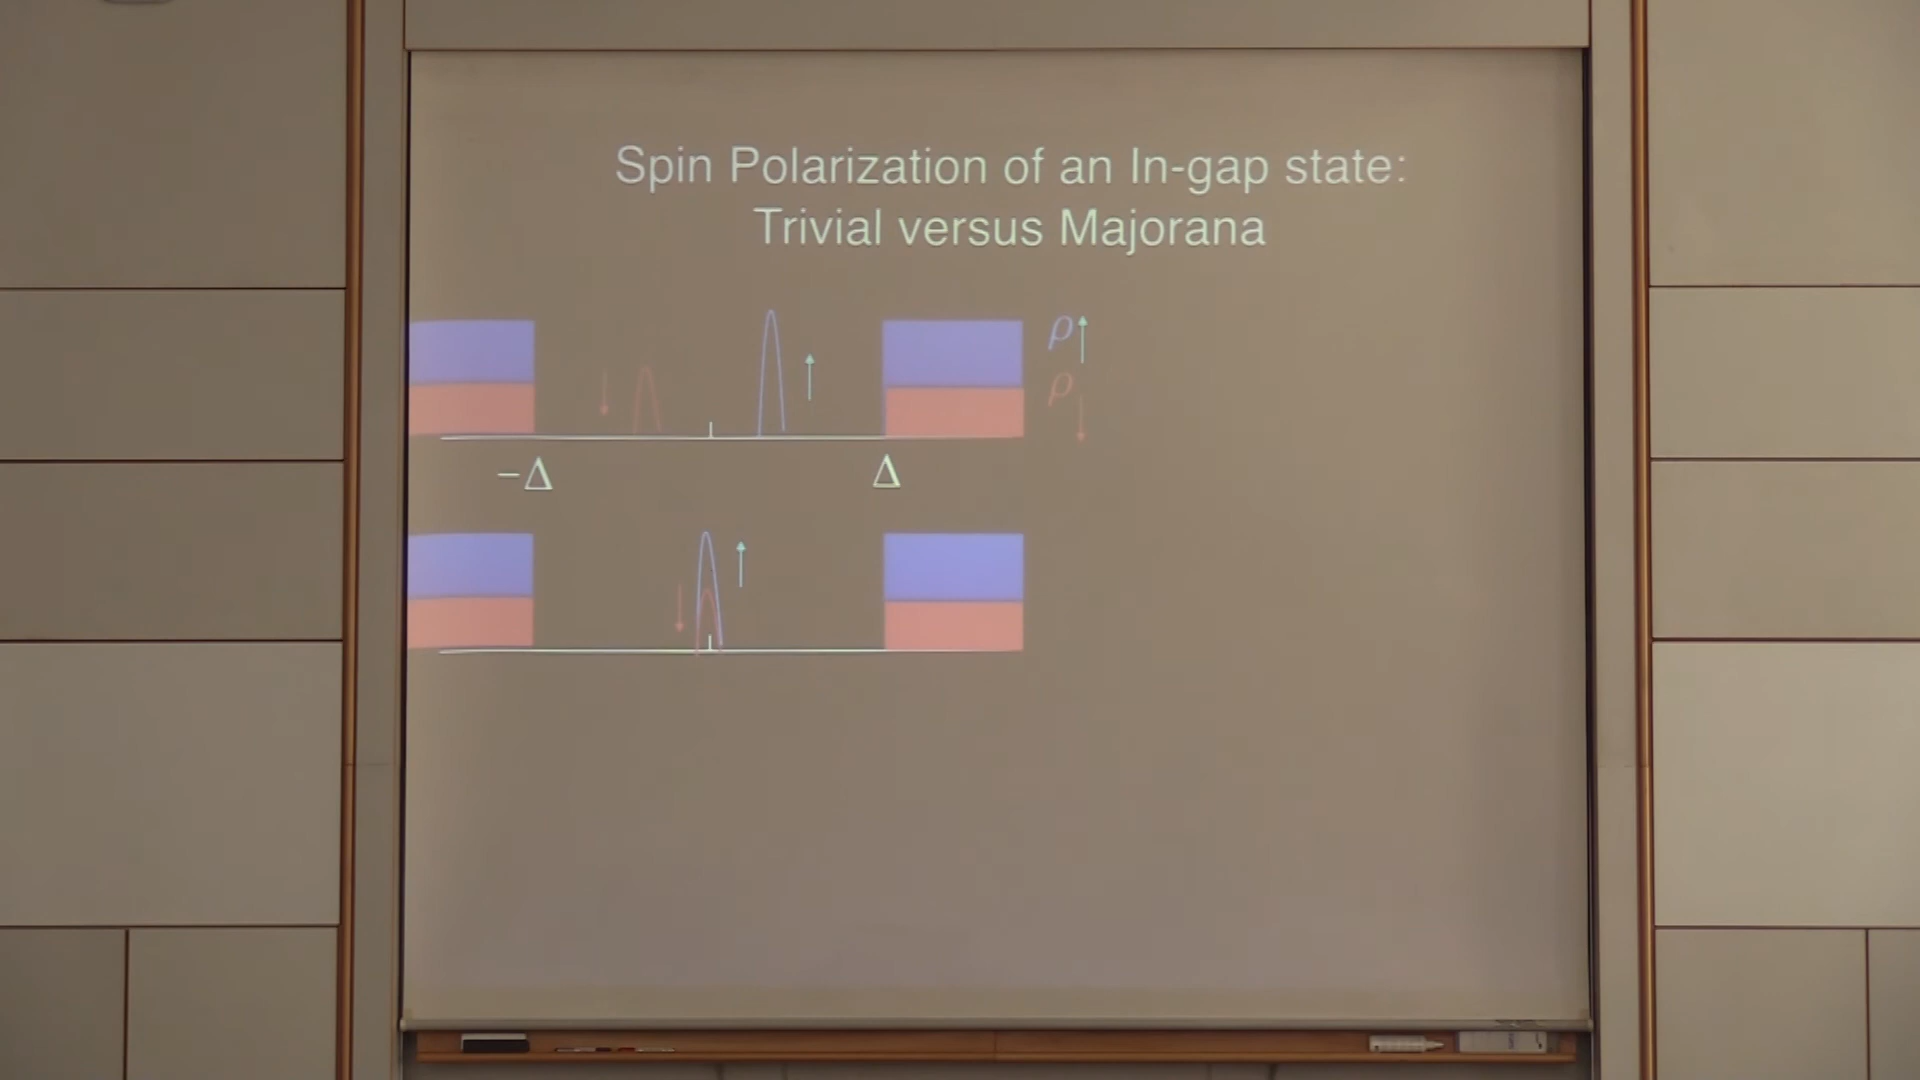 Spin Polarization of an In-gap state:
Trivial versus Majorana
ρ↑
ρ↓
−Δ Δ